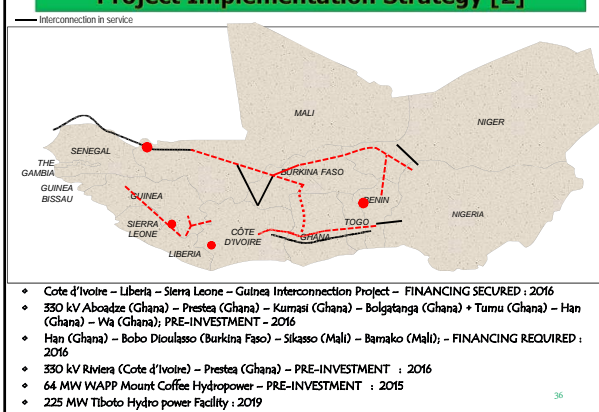 Project Implementation Strategy [2]
Interconnection in service
MALI
NIGER
SENEGAL
THE
GAMBIA
BURKINA FASO
GUINEA
BISSAU
GUINEA
BENIN
NIGERIA
SIERRA
LEONE
TOGO
CÔTE
D'IVOIRE
GHANA
LIBERIA
❖ Cote d'Ivoire – Liberia – Sierra Leone – Guinea Interconnection Project – FINANCING SECURED : 2016
❖ 330 kV Aboadze (Ghana) – Prestea (Ghana) – Kumasi (Ghana) – Bolgatanga (Ghana) + Tumu (Ghana) – Han
(Ghana) – Wa (Ghana); PRE-INVESTMENT - 2016
❖ Han (Ghana) – Bobo Dioulasso (Burkina Faso) – Sikasso (Mali) – Bamako (Mali); - FINANCING REQUIRED :
2016
❖ 330 kV Riviera (Cote d'Ivoire) – Prestea (Ghana) – PRE-INVESTMENT : 2016
❖ 64 MW WAPP Mount Coffee Hydropower – PRE-INVESTMENT : 2015
❖ 225 MW Tiboto Hydro power Facility : 2019
36